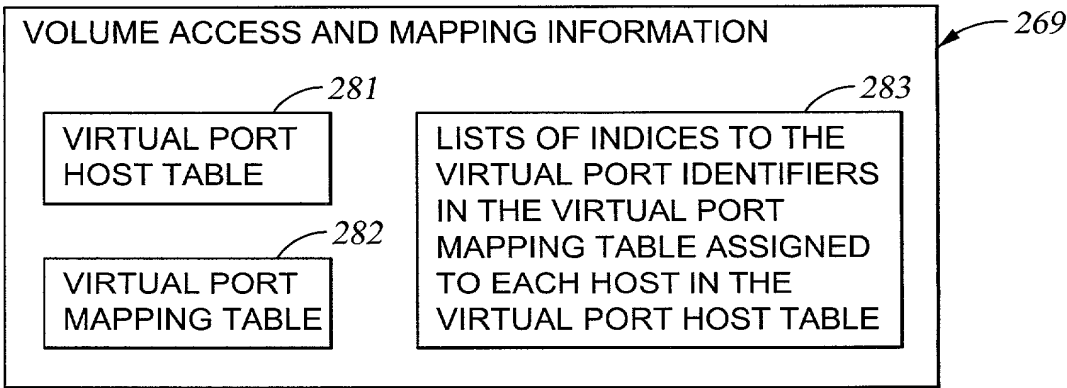 VOLUME ACCESS AND MAPPING INFORMATION
269
281
VIRTUAL PORT
HOST TABLE
282
VIRTUAL PORT
MAPPING TABLE
283
LISTS OF INDICES TO THE
VIRTUAL PORT IDENTIFIERS
IN THE VIRTUAL PORT
MAPPING TABLE ASSIGNED
TO EACH HOST IN THE
VIRTUAL PORT HOST TABLE